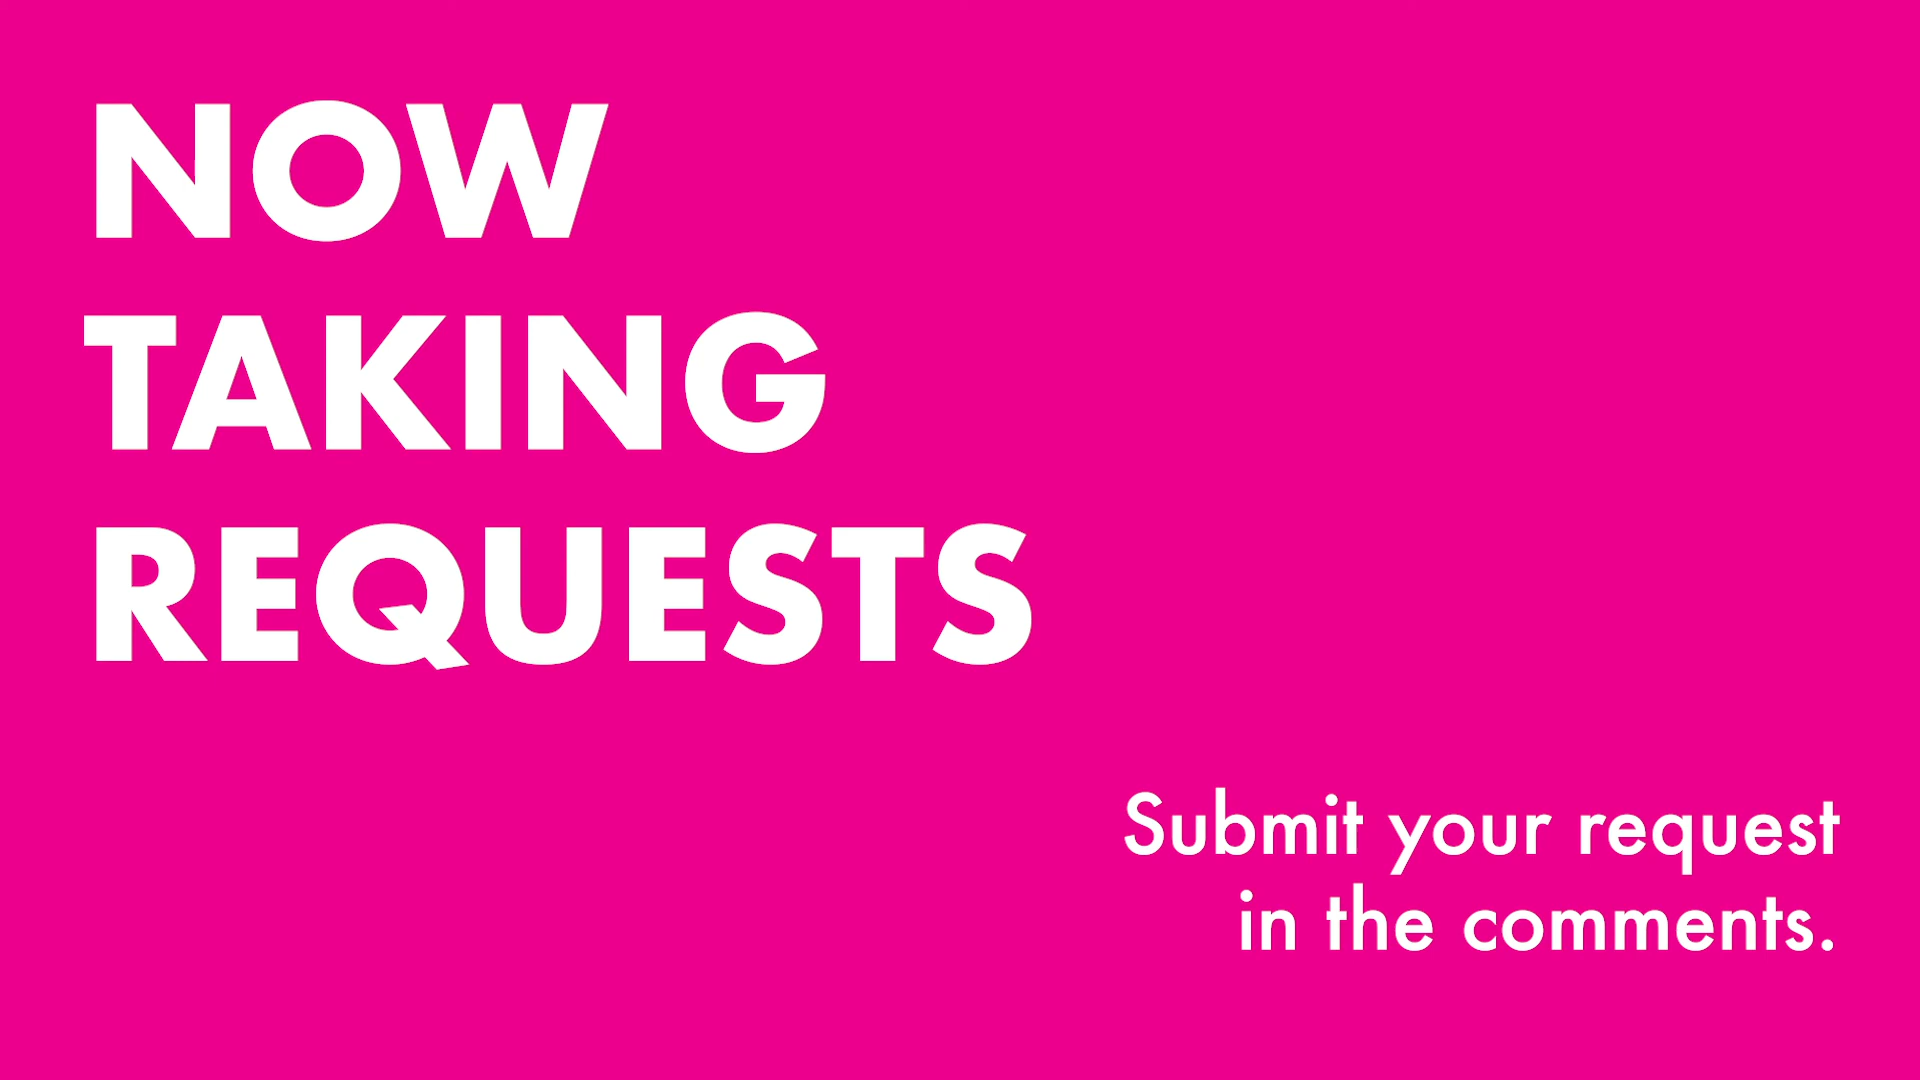 NOW
TAKING
REQUESTS
Submit your request
in the comments.